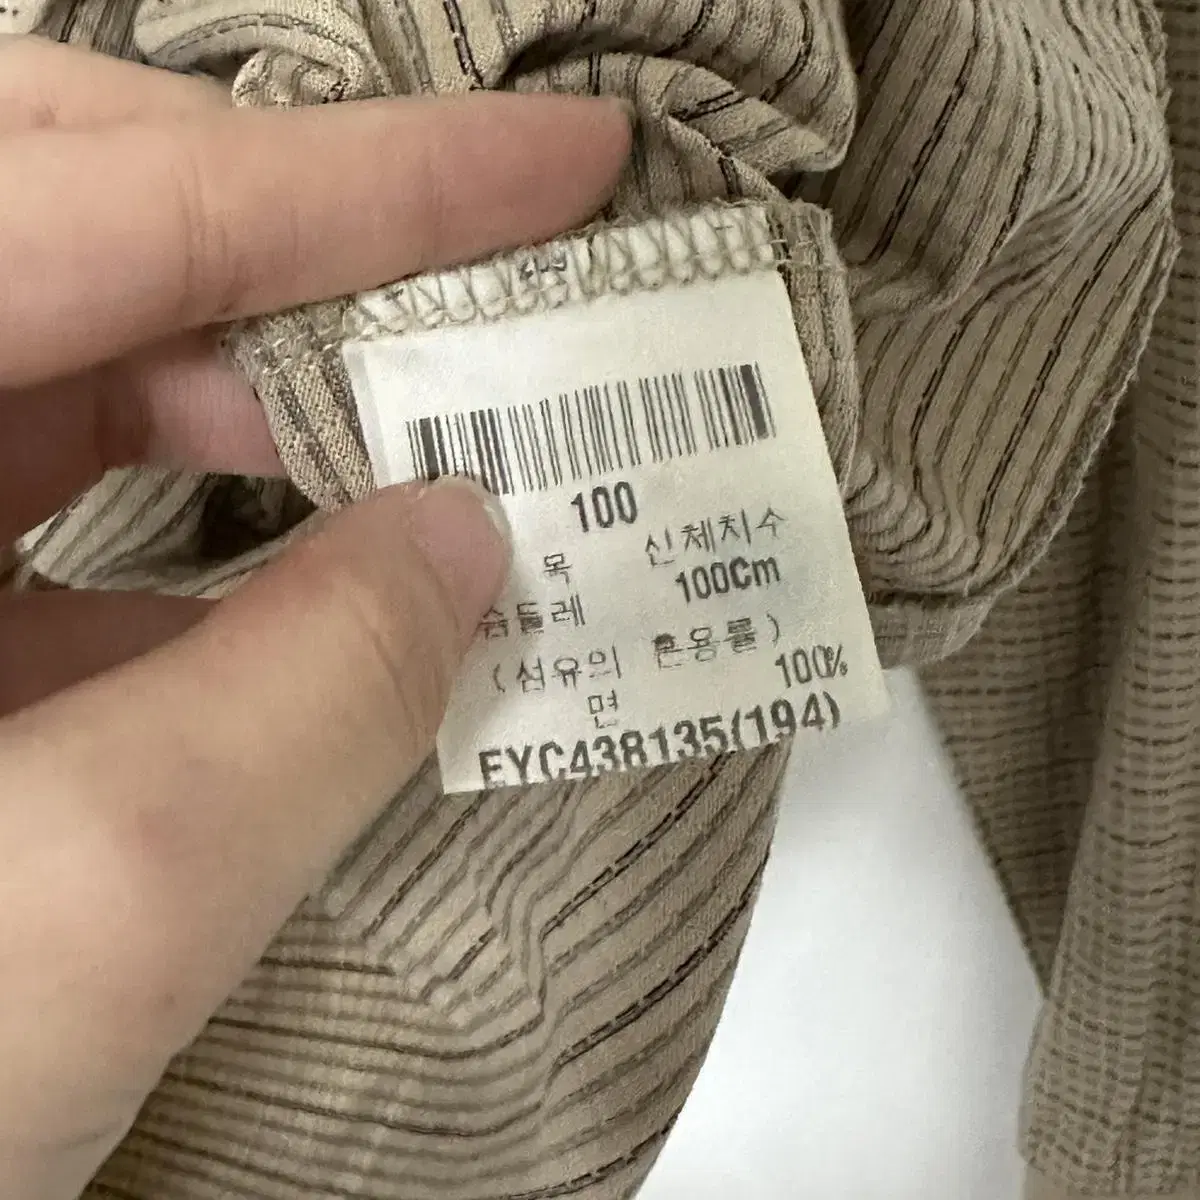 100
목 신체치수
슴둘레 100Cm
(섬유의 혼용률)
면 100%
EYC438135(194)